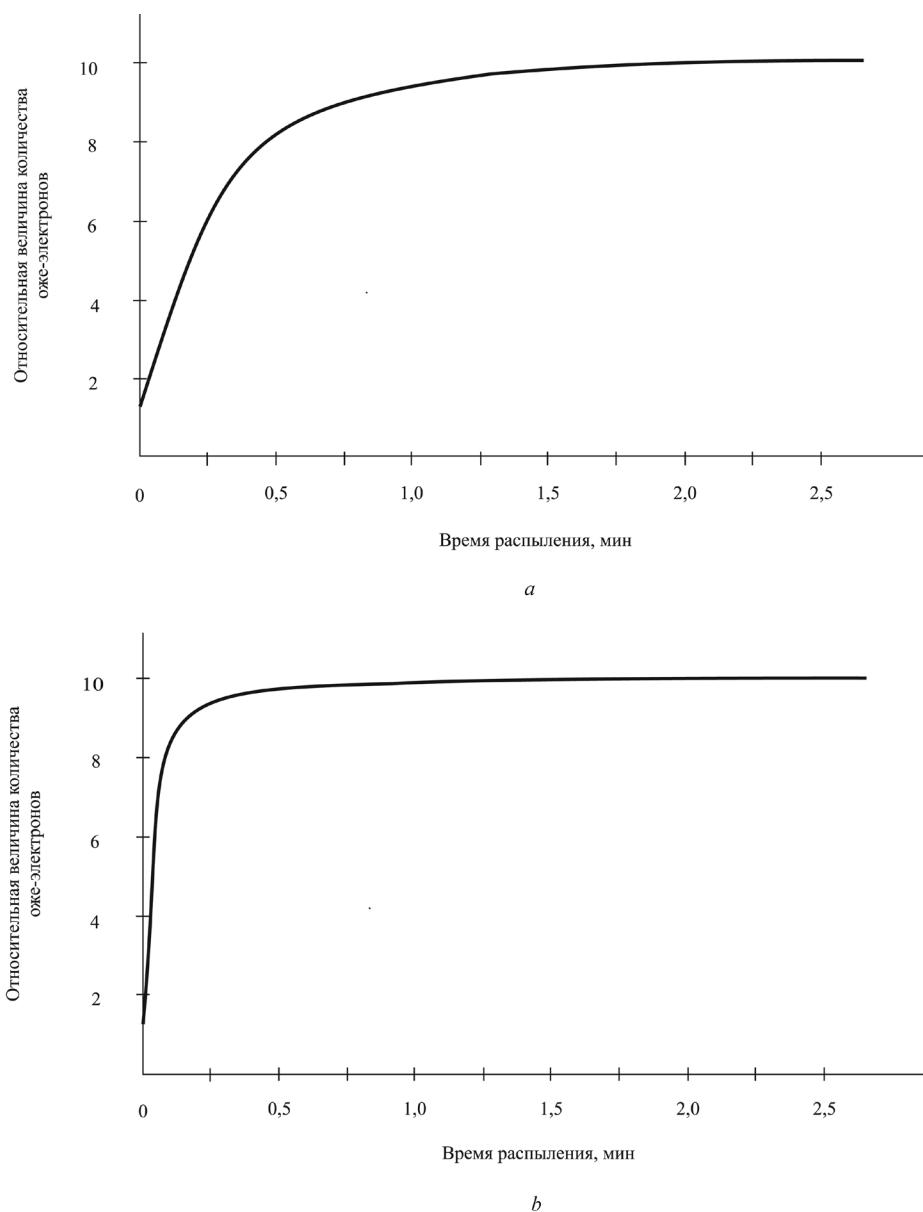 Относительная величина количества
оже-электронов
10
8
6
4
2
0
0,5
1,0
1,5
2,0
2,5
Время распыления, мин
a
Относительная величина количества
оже-электронов
10
8
6
4
2
0
0,5
1,0
1,5
2,0
2,5
Время распыления, мин
b